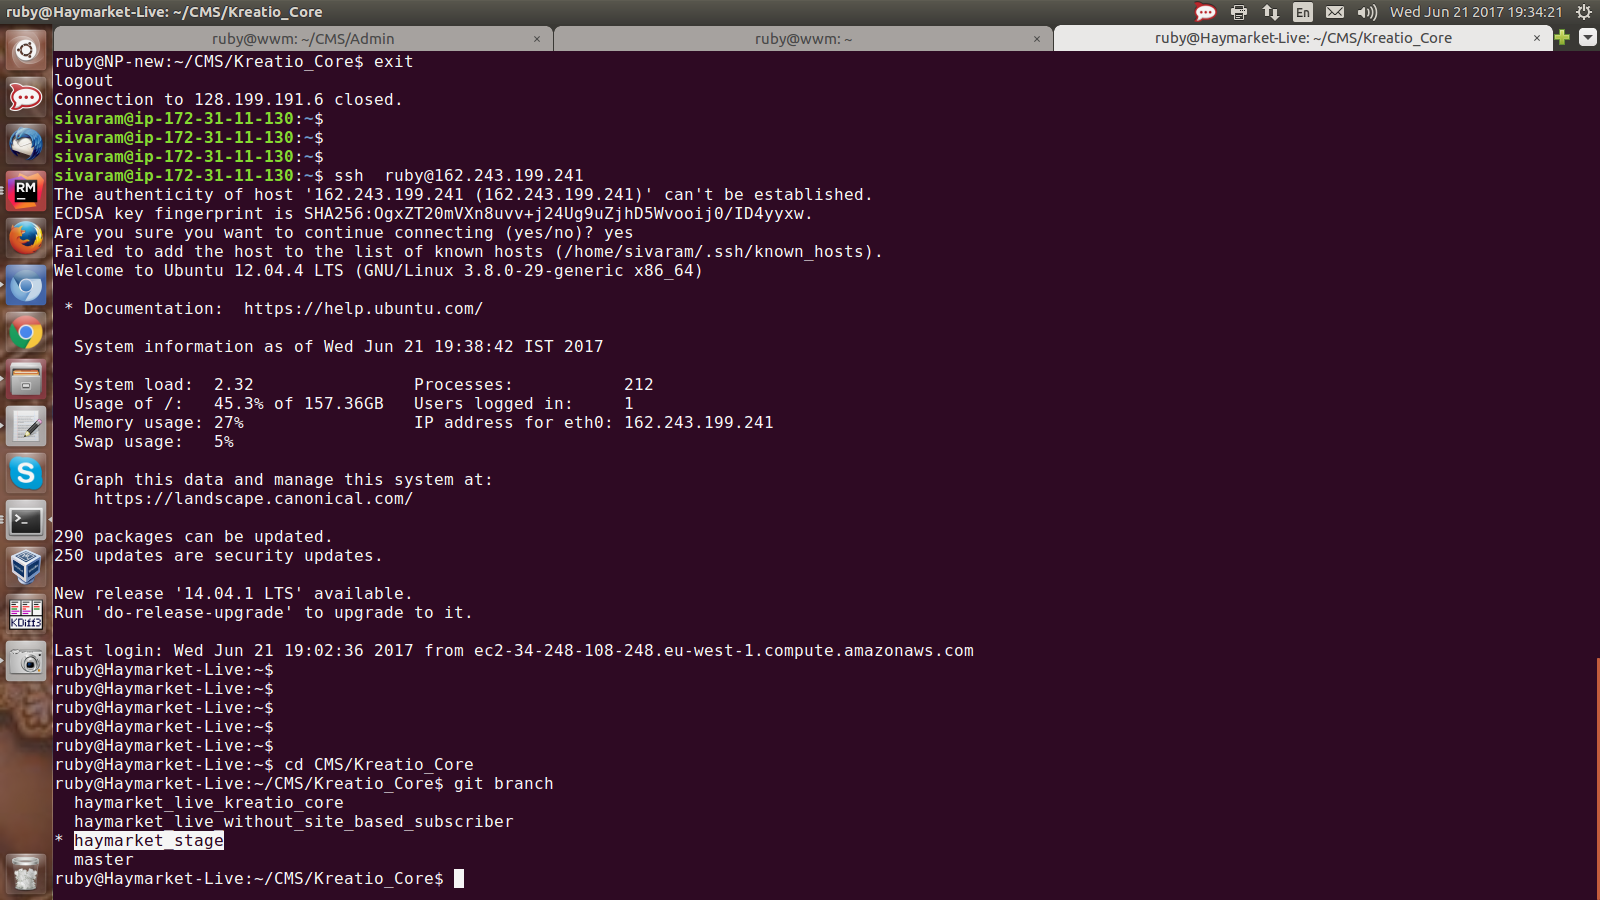 ruby@Haymarket-Live: ~/CMS/Kreatio_Core
En
Wed Jun 21 2017 19:34:21
ruby@wwm: ~/CMS/Admin
×
ruby@wwm: ~
×
ruby@Haymarket-Live: ~/CMS/Kreatio_Core
×
ruby@NP-new:~/CMS/Kreatio_Core$ exit
logout
Connection to 128.199.191.6 closed.
sivaram@ip-172-31-11-130:~$
sivaram@ip-172-31-11-130:~$
sivaram@ip-172-31-11-130:~$
sivaram@ip-172-31-11-130:~$ ssh  ruby@162.243.199.241
The authenticity of host '162.243.199.241 (162.243.199.241)' can't be established.
ECDSA key fingerprint is SHA256:OgxZT20mVXn8uvv+j24Ug9uZjhD5Wvooij0/ID4yyxw.
Are you sure you want to continue connecting (yes/no)? yes
Failed to add the host to the list of known hosts (/home/sivaram/.ssh/known_hosts).
Welcome to Ubuntu 12.04.4 LTS (GNU/Linux 3.8.0-29-generic x86_64)
* Documentation:  https://help.ubuntu.com/
System information as of Wed Jun 21 19:38:42 IST 2017
System load:  2.32                Processes:           212
Usage of /:   45.3% of 157.36GB   Users logged in:     1
Memory usage: 27%                 IP address for eth0: 162.243.199.241
Swap usage:   5%
Graph this data and manage this system at:
https://landscape.canonical.com/
290 packages can be updated.
250 updates are security updates.
New release '14.04.1 LTS' available.
Run 'do-release-upgrade' to upgrade to it.
Last login: Wed Jun 21 19:02:36 2017 from ec2-34-248-108-248.eu-west-1.compute.amazonaws.com
ruby@Haymarket-Live:~$
ruby@Haymarket-Live:~$
ruby@Haymarket-Live:~$
ruby@Haymarket-Live:~$
ruby@Haymarket-Live:~$
ruby@Haymarket-Live:~$ cd CMS/Kreatio_Core
ruby@Haymarket-Live:~/CMS/Kreatio_Core$ git branch
haymarket_live_kreatio_core
haymarket_live_without_site_based_subscriber
* haymarket_stage
master
ruby@Haymarket-Live:~/CMS/Kreatio_Core$
RM
S
>_
KDiff3